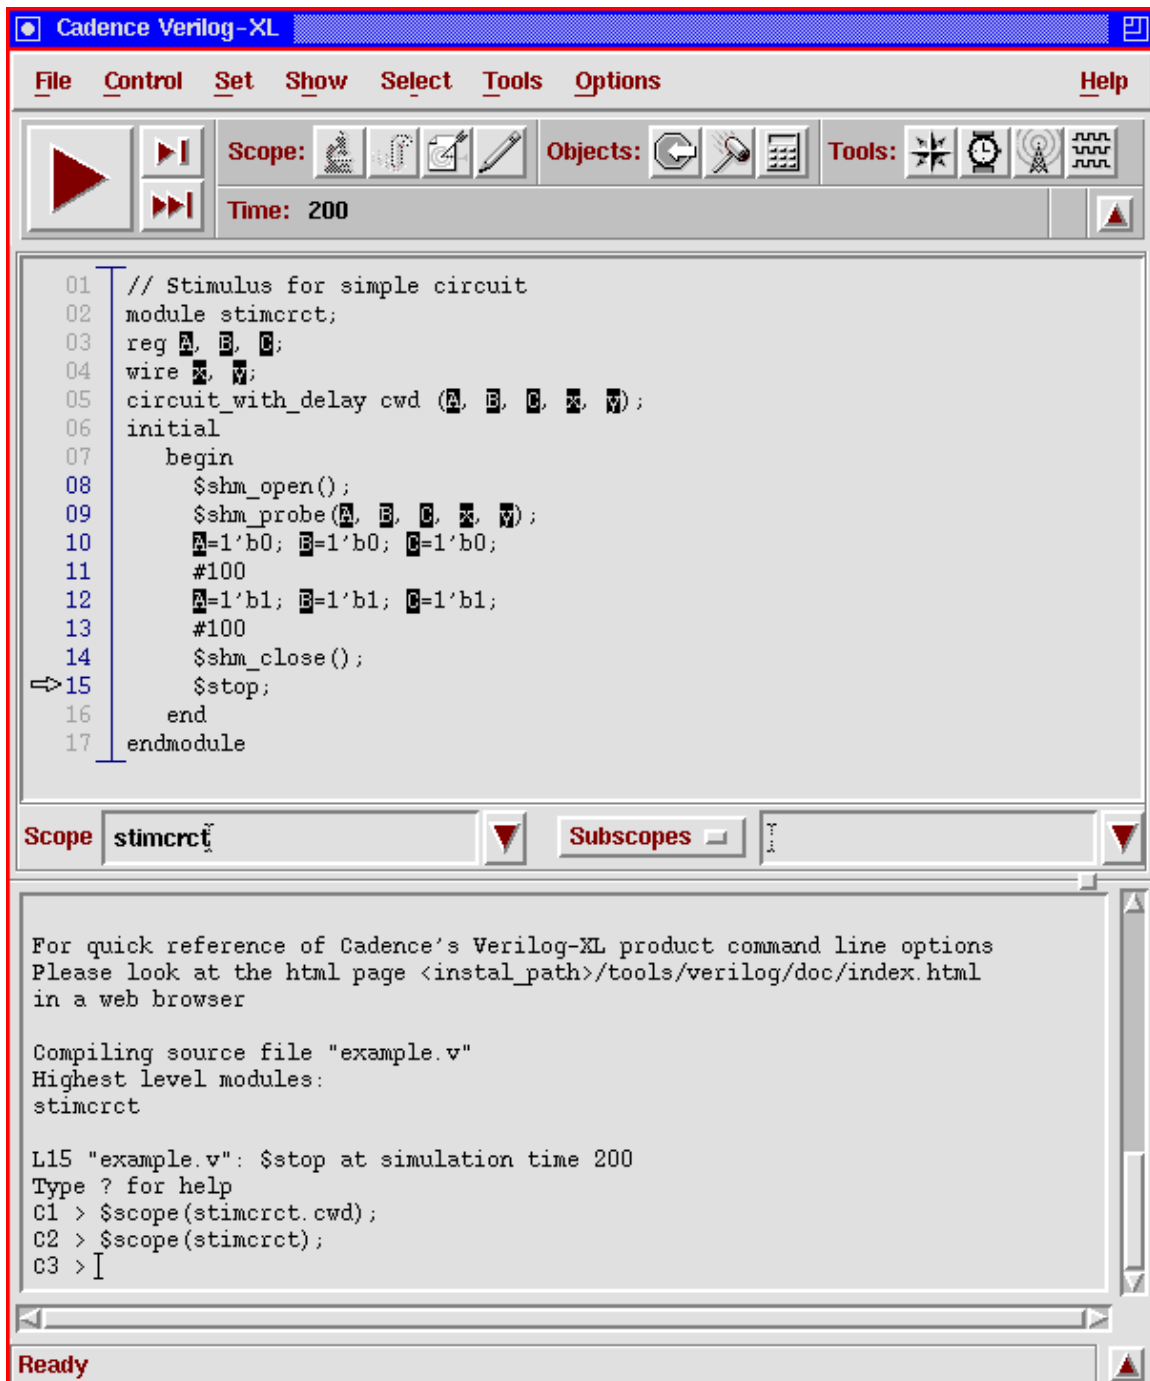 Cadence Verilog-XL
File Control Set Show Select Tools Options Help
Scope: Objects: Tools:
Time: 200
01 // Stimulus for simple circuit
02 module stimcrct;
03 reg A, B, C;
04 wire x, y;
05 circuit_with_delay cwd (A, B, C, x, y);
06 initial
07 begin
08 $shm_open();
09 $shm_probe(A, B, C, x, y);
10 A=1'b0; B=1'b0; C=1'b0;
11 #100
12 A=1'b1; B=1'b1; C=1'b1;
13 #100
14 $shm_close();
15 $stop;
16 end
17 endmodule
Scope stimcrct Subscopes
For quick reference of Cadence's Verilog-XL product command line options
Please look at the html page <instal_path>/tools/verilog/doc/index.html
in a web browser
Compiling source file "example.v"
Highest level modules:
stimcrct
L15 "example.v": $stop at simulation time 200
Type ? for help
C1 > $scope(stimcrct.cwd);
C2 > $scope(stimcrct);
C3 >
Ready